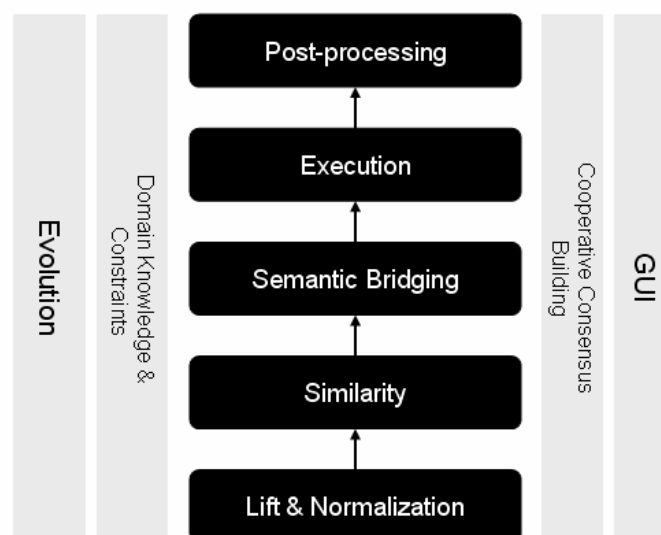 Evolution
Domain Knowledge &
Constraints
Post-processing
Execution
Semantic Bridging
Similarity
Lift & Normalization
Cooperative Consensus
Building
GUI